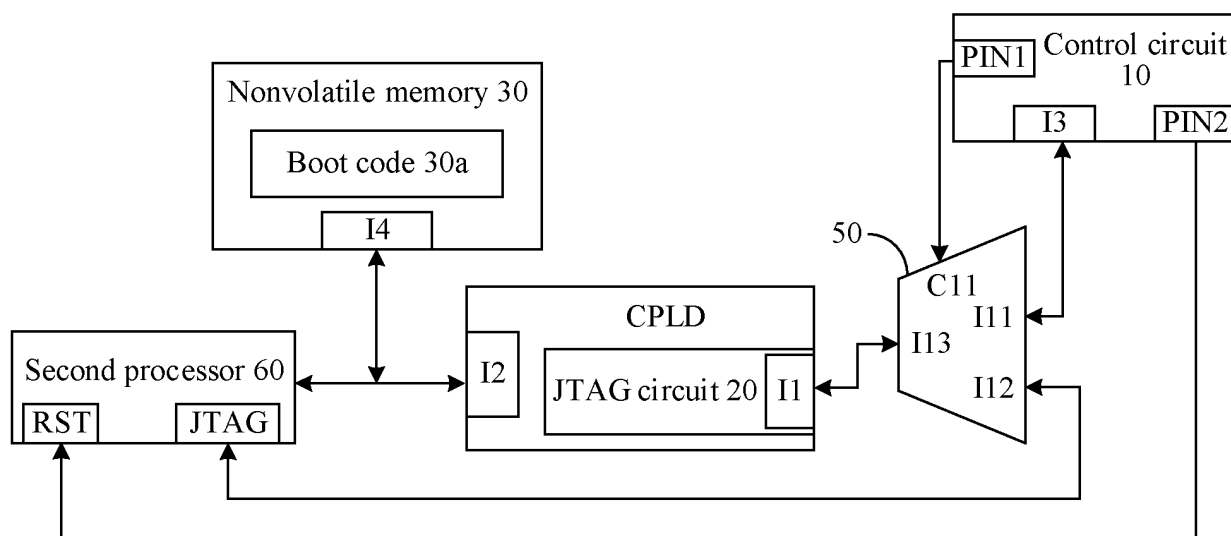 PIN1
Control circuit
10
I3
PIN2
Nonvolatile memory 30
Boot code 30a
I4
50
C11
I11
I13
I12
CPLD
I2
JTAG circuit 20
I1
Second processor 60
RST
JTAG